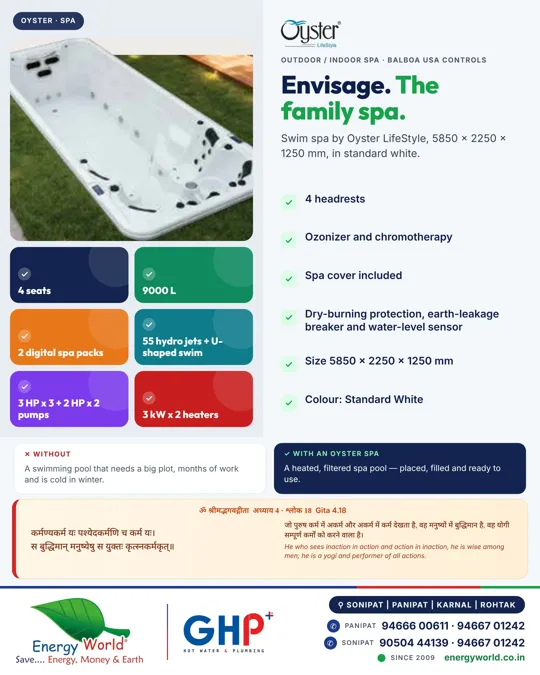 OYSTER · SPA
Oyster®
LifeStyle
OUTDOOR / INDOOR SPA · BALBOA USA CONTROLS
Envisage. The
family spa.
Swim spa by Oyster LifeStyle, 5850 × 2250 ×
1250 mm, in standard white.
4 headrests
Ozonizer and chromotherapy
Spa cover included
Dry-burning protection, earth-leakage
breaker and water-level sensor
Size 5850 × 2250 × 1250 mm
Colour: Standard White
4 seats
9000 L
2 digital spa packs
55 hydro jets + U-
shaped swim
3 HP x 3 + 2 HP x 2
pumps
3 kW x 2 heaters
× WITHOUT
A swimming pool that needs a big plot, months of work
and is cold in winter.
✓ WITH AN OYSTER SPA
A heated, filtered spa pool — placed, filled and ready to
use.
ॐ श्रीमद्भगवद्गीता अध्याय 4 · श्लोक 18 Gita 4.18
कर्मण्यकर्म यः पश्येदकर्मणि च कर्म यः।
स बुद्धिमान् मनुष्येषु स युक्तः कृत्स्नकर्मकृत्॥
जो पुरुष कर्म में अकर्म और अकर्म में कर्म देखता है, वह मनुष्यों में बुद्धिमान है, वह योगी
सम्पूर्ण कर्मों को करने वाला है।
He who sees inaction in action and action in inaction, he is wise among
men; he is a yogi and performer of all actions.
Energy World
Save.... Energy, Money & Earth
GHP+
HOT WATER & PLUMBING
SONIPAT | PANIPAT | KARNAL | ROHTAK
PANIPAT 94666 00611 · 94667 01242
SONIPAT 90504 44139 · 94667 01242
SINCE 2009 energyworld.co.in